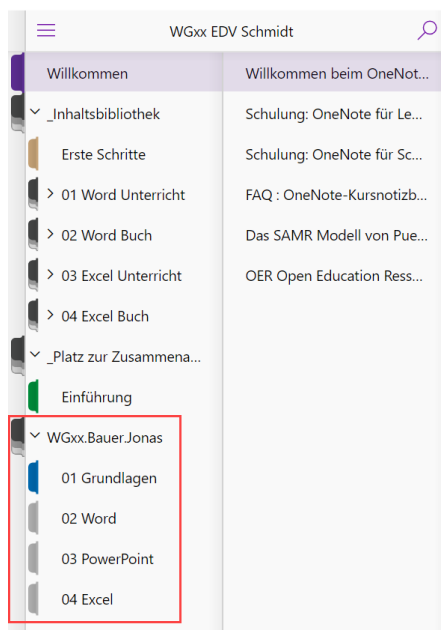 WGxx EDV Schmidt
Willkommen
_Inhaltsbibliothek
Erste Schritte
01 Word Unterricht
02 Word Buch
03 Excel Unterricht
04 Excel Buch
_Platz zur Zusammena...
Einführung
WGxx.Bauer.Jonas
01 Grundlagen
02 Word
03 PowerPoint
04 Excel
Willkommen beim OneNot...
Schulung: OneNote für Le...
Schulung: OneNote für Sc...
FAQ : OneNote-Kursnotizb...
Das SAMR Modell von Pue...
OER Open Education Ress...